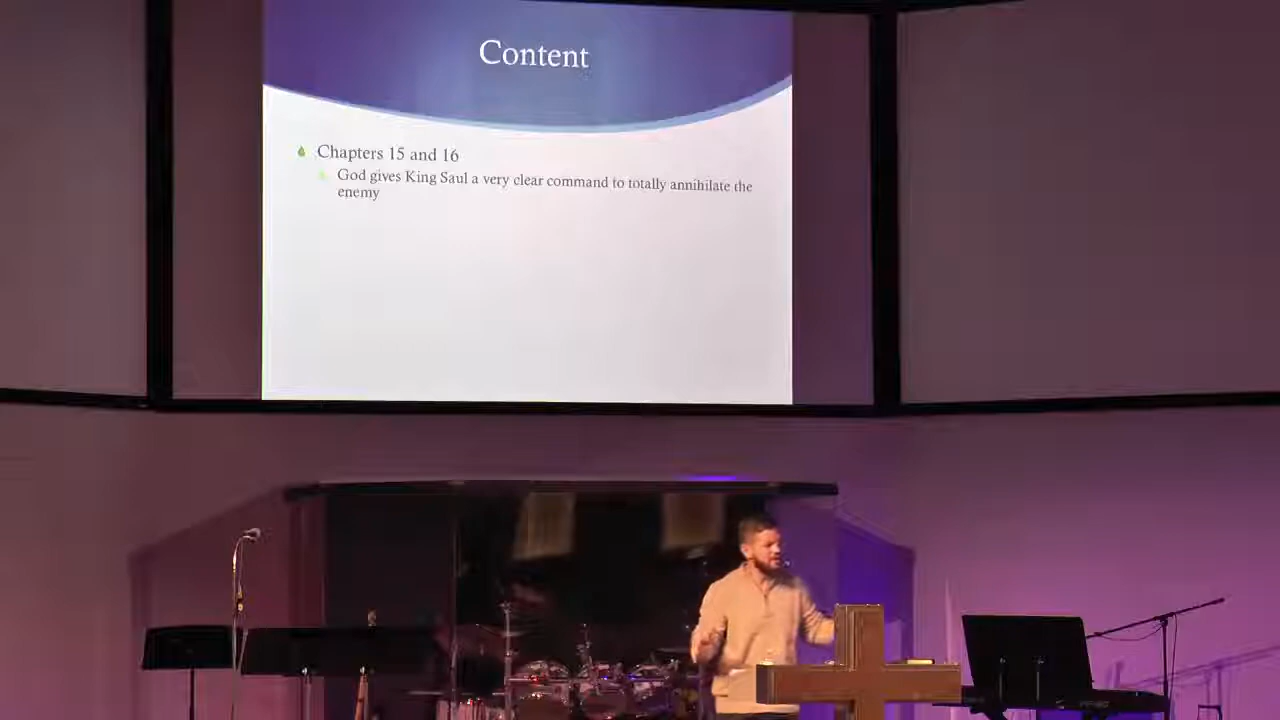 Content
Chapters 15 and 16
God gives King Saul a very clear command to totally annihilate the
enemy